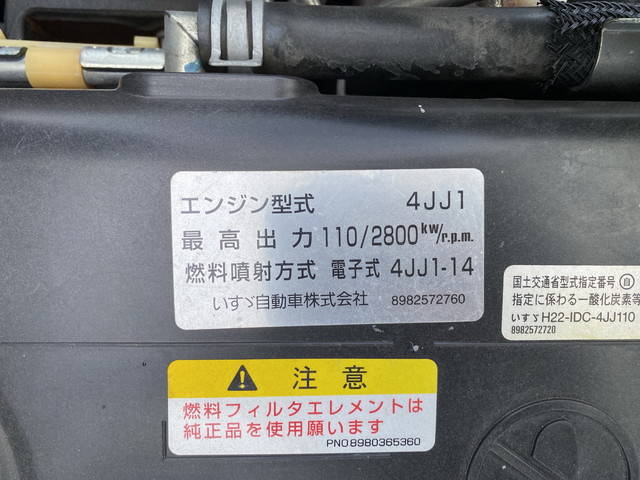 エンジン型式 4JJ1
最高出力 110/2800 kW/r.p.m.
燃料噴射方式 電子式 4JJ1-14
いすゞ自動車株式会社 8982572760
国土交通省型式指定番号 自
指定に係わる一酸化炭素等
いすゞH22-IDC-4JJ110
8982572720
注意
燃料フィルタエレメントは
純正品を使用願います
PNO8980365360